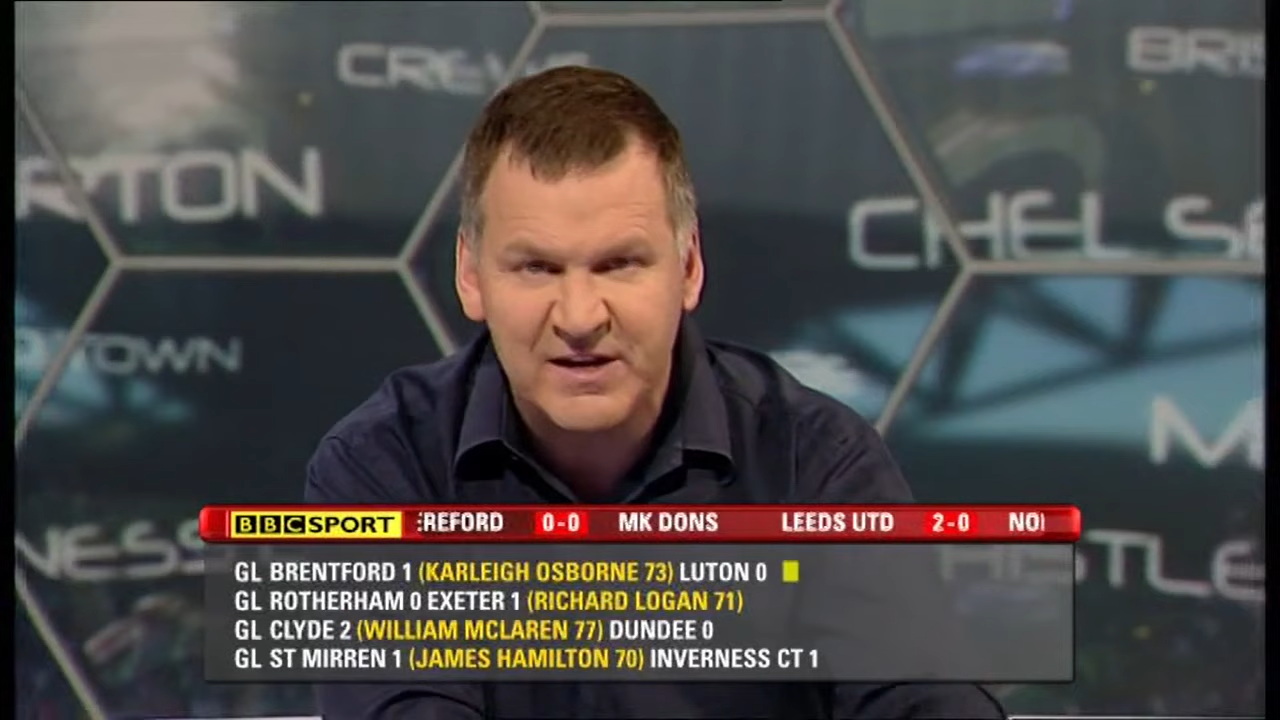 CREWE
BRIS
RTON
CHELSE
TOWN
M
NESS
HISTLE
BBC SPORT REFORD 0-0 MK DONS LEEDS UTD 2-0 NO
GL BRENTFORD 1 (KARLEIGH OSBORNE 73) LUTON 0
GL ROTHERHAM 0 EXETER 1 (RICHARD LOGAN 71)
GL CLYDE 2 (WILLIAM MCLAREN 77) DUNDEE 0
GL ST MIRREN 1 (JAMES HAMILTON 70) INVERNESS CT 1